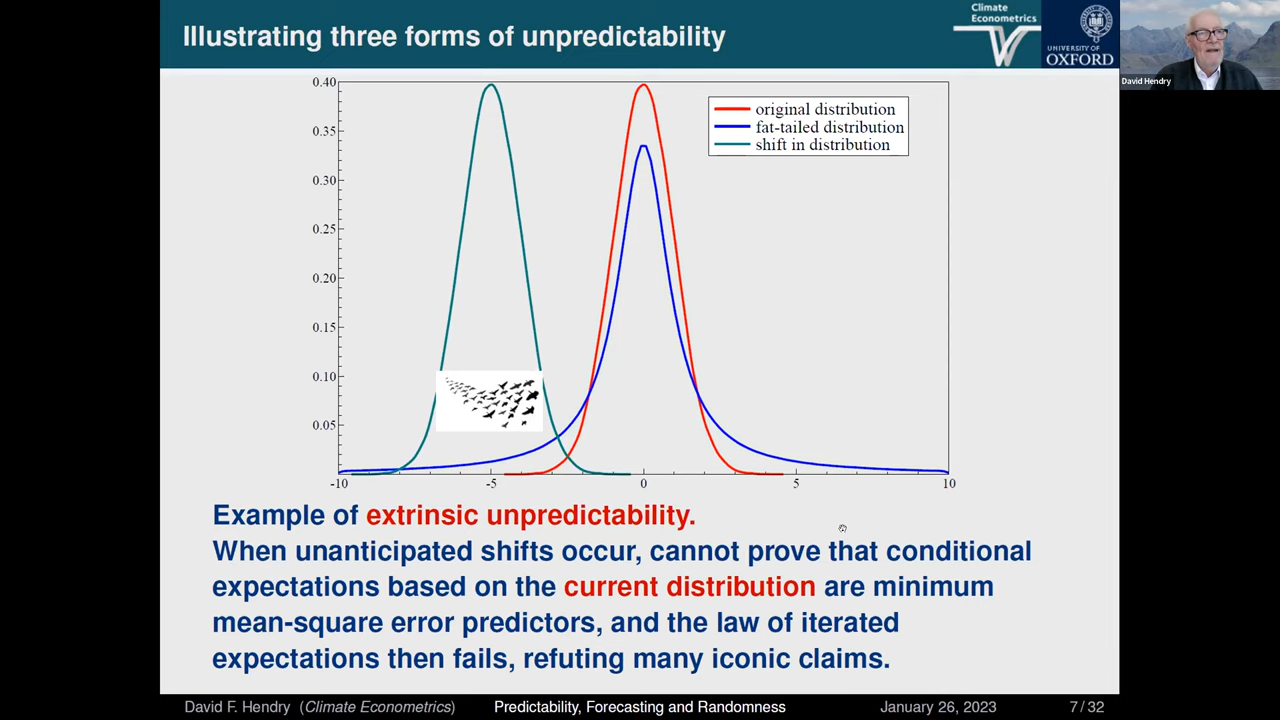 Illustrating three forms of unpredictability
Climate
Econometrics
UNIVERSITY OF
OXFORD
David Hendry
0.40
0.35
0.30
0.25
0.20
0.15
0.10
0.05
original distribution
fat-tailed distribution
shift in distribution
-10 -5 0 5 10
Example of extrinsic unpredictability.
When unanticipated shifts occur, cannot prove that conditional
expectations based on the current distribution are minimum
mean-square error predictors, and the law of iterated
expectations then fails, refuting many iconic claims.
David F. Hendry (Climate Econometrics) Predictability, Forecasting and Randomness January 26, 2023 7 / 32